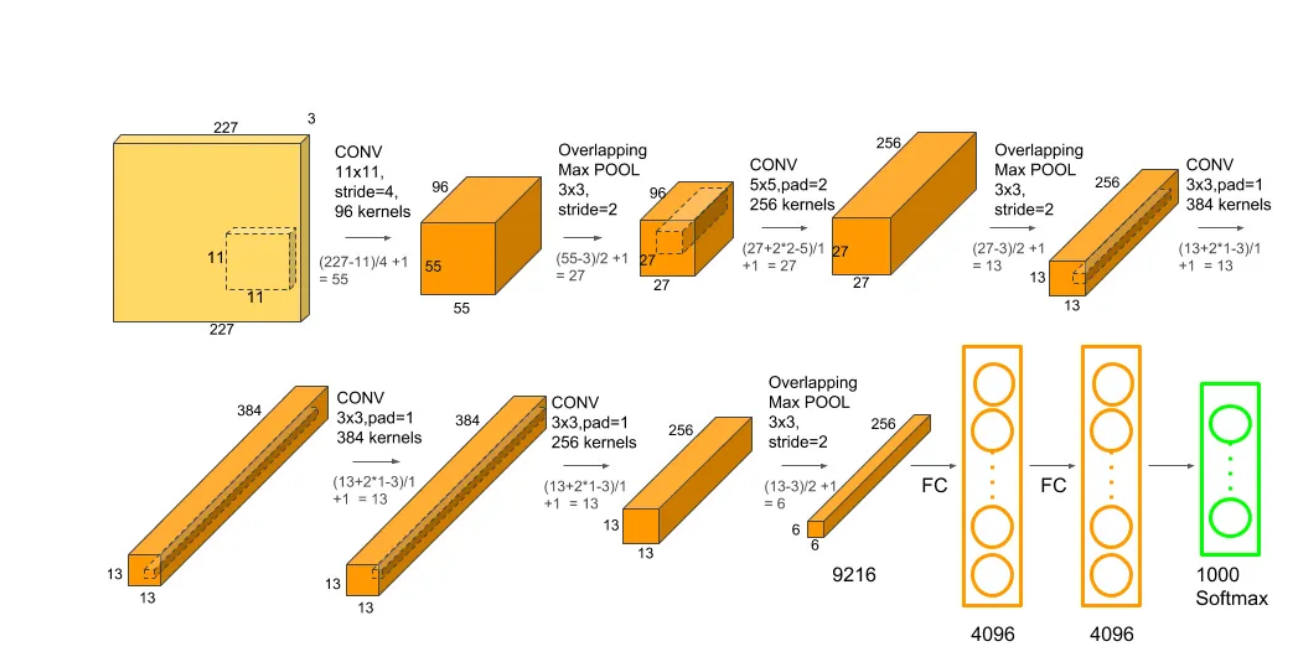 227
3
11
11
227
CONV
11x11,
stride=4,
96 kernels
(227-11)/4 +1
= 55
96
55
55
Overlapping
Max POOL
3x3,
stride=2
(55-3)/2 +1
= 27
96
27
27
CONV
5x5,pad=2
256 kernels
(27+2*2-5)/1
+1 = 27
256
27
27
Overlapping
Max POOL
3x3,
stride=2
(27-3)/2 +1
= 13
256
13
13
CONV
3x3,pad=1
384 kernels
(13+2*1-3)/1
+1 = 13
384
13
13
CONV
3x3,pad=1
384 kernels
(13+2*1-3)/1
+1 = 13
384
13
13
CONV
3x3,pad=1
256 kernels
(13+2*1-3)/1
+1 = 13
256
13
13
Overlapping
Max POOL
3x3,
stride=2
(13-3)/2 +1
= 6
256
6
6
9216
FC
4096
FC
4096
1000
Softmax